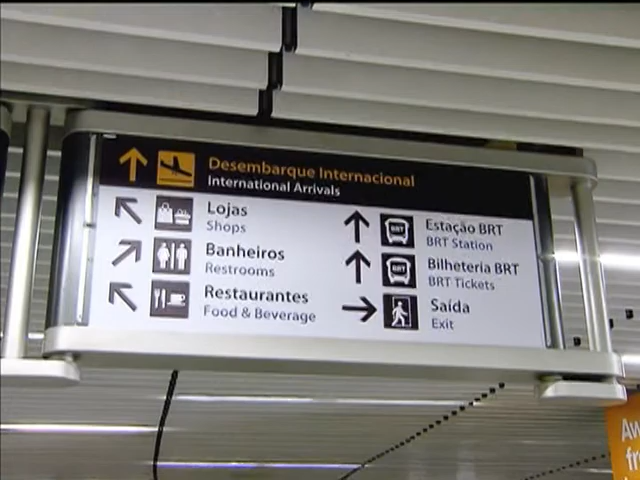 Desembarque Internacional
International Arrivals
Lojas
Shops
Banheiros
Restrooms
Restaurantes
Food & Beverage
Estação BRT
BRT Station
BRT
Bilheteria BRT
BRT Tickets
BRT
Saída
Exit